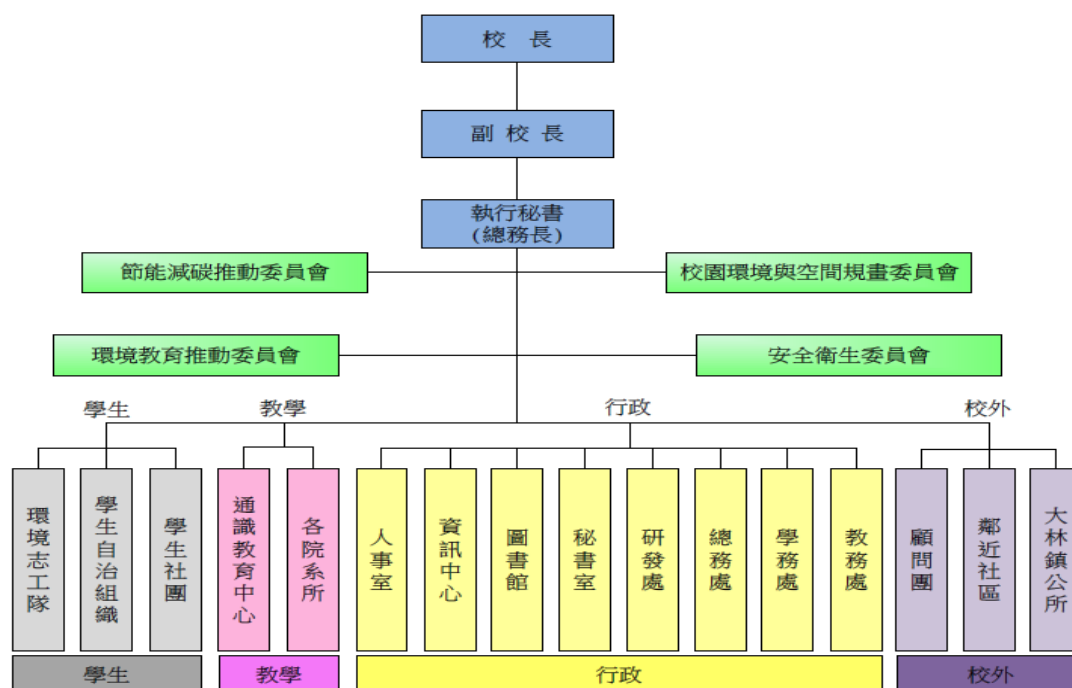 校 長
副 校 長
執行秘書
(總務長)
節能減碳推動委員會
校園環境與空間規畫委員會
環境教育推動委員會
安全衛生委員會
學生
教學
行政
校外
環境志工隊
學生自治組織
學生社團
通識教育中心
各院系所
人事室
資訊中心
圖書館
秘書室
研發處
總務處
學務處
教務處
顧問團
鄰近社區
大林鎮公所
學生
教學
行政
校外